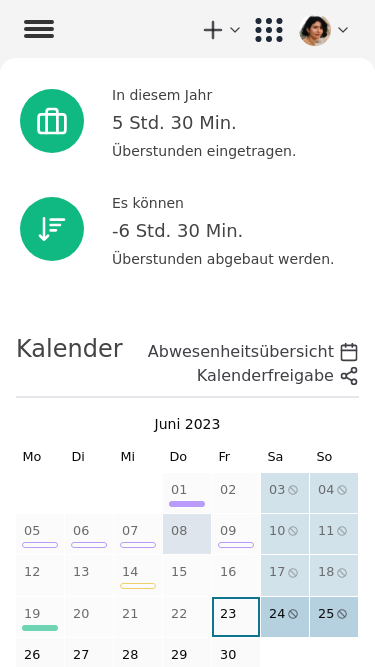 In diesem Jahr
5 Std. 30 Min.
Überstunden eingetragen.
Es können
-6 Std. 30 Min.
Überstunden abgebaut werden.
Kalender
Abwesenheitsübersicht
Kalenderfreigabe
Juni 2023
Mo Di Mi Do Fr Sa So
01 02 03 04
05 06 07 08 09 10 11
12 13 14 15 16 17 18
19 20 21 22 23 24 25
26 27 28 29 30